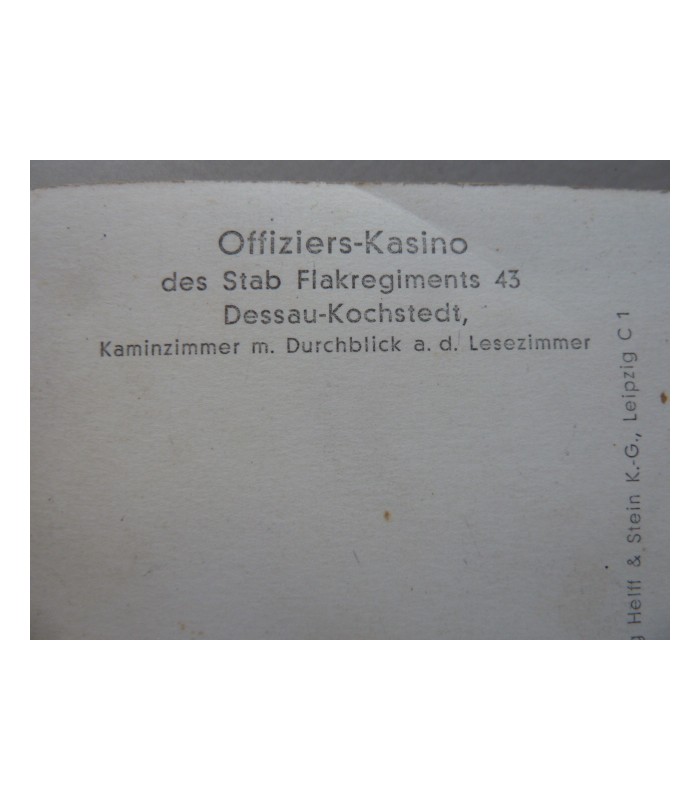 Offiziers-Kasino
des Stab Flakregiments 43
Dessau-Kochstedt,
Kaminzimmer m. Durchblick a. d. Lesezimmer
Helff & Stein K.-G., Leipzig C 1